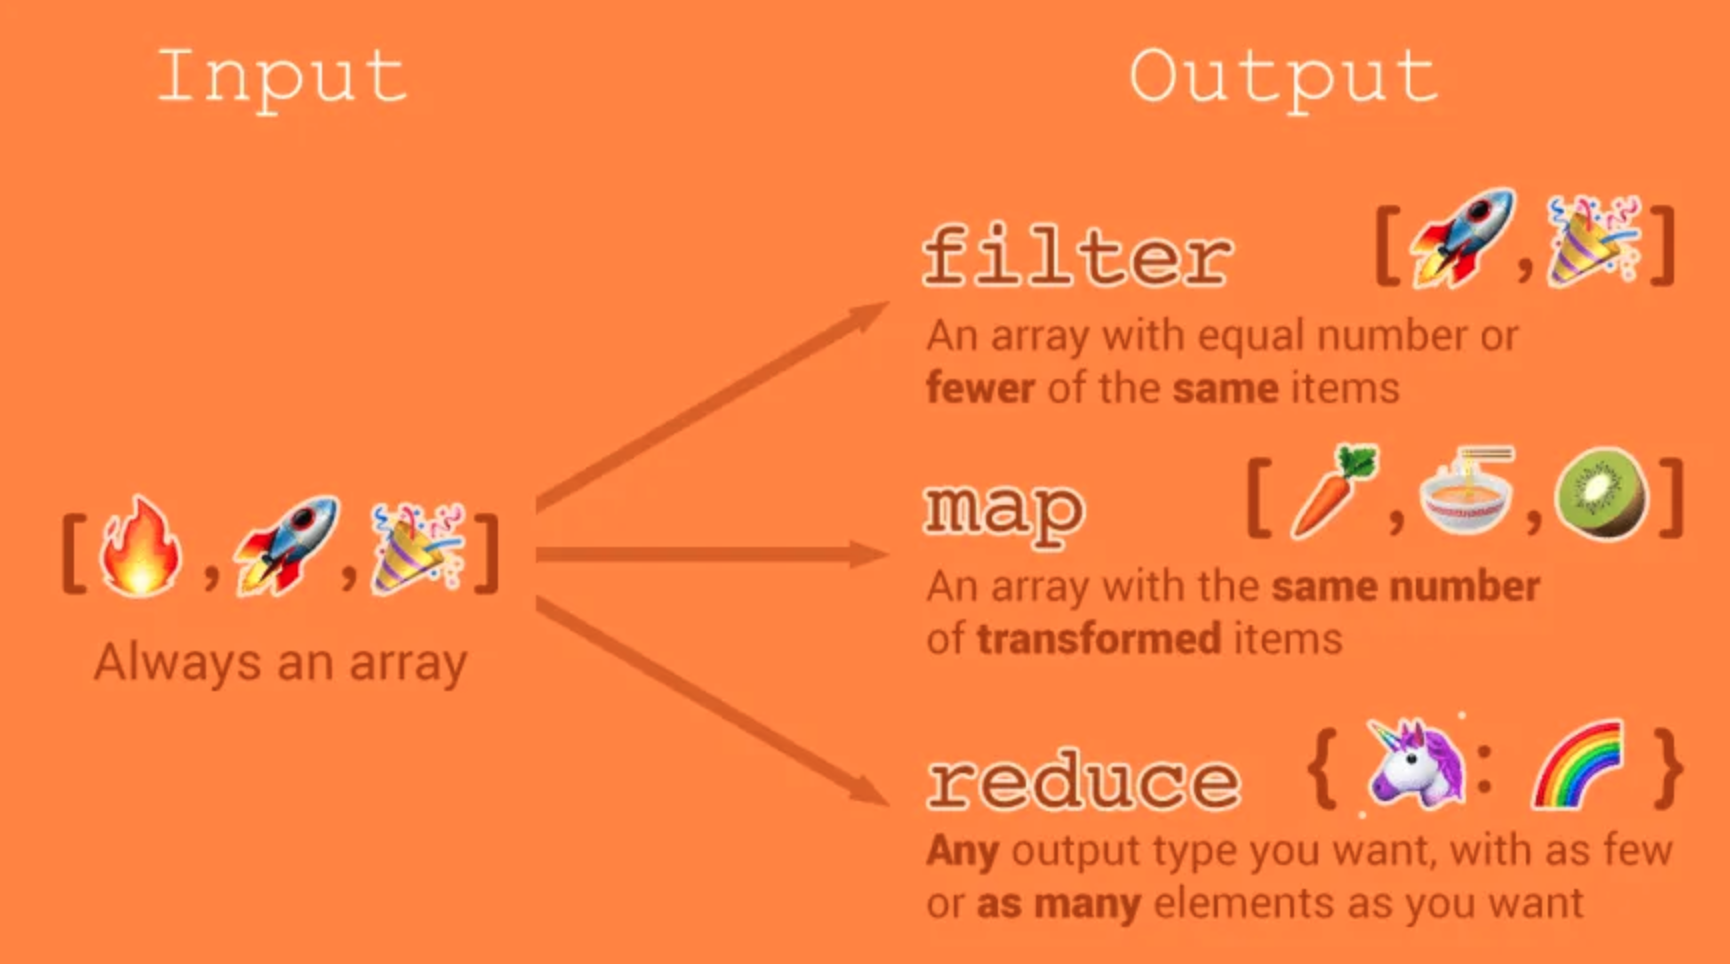 Input
Output
[🔥,🚀,🎉]
Always an array
filter [🚀,🎉]
An array with equal number or
fewer of the same items
map [🥕,🍜,🥝]
An array with the same number
of transformed items
reduce {🦄: 🌈}
Any output type you want, with as few
or as many elements as you want